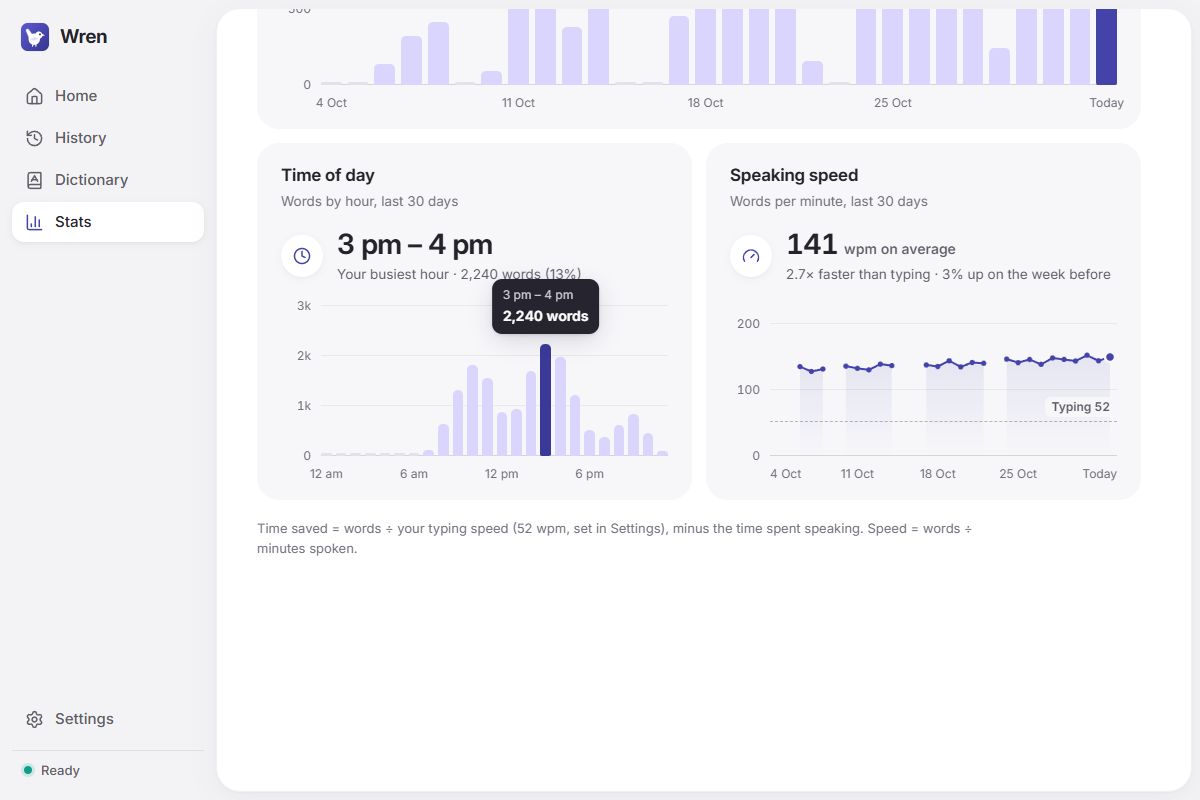 Wren
Home
History
Dictionary
Stats
Settings
Ready
0
4 Oct 11 Oct 18 Oct 25 Oct Today
Time of day
Words by hour, last 30 days
3 pm – 4 pm
Your busiest hour · 2,240 words (13%)
3 pm – 4 pm
2,240 words
3k
2k
1k
0
12 am 6 am 12 pm 6 pm
Speaking speed
Words per minute, last 30 days
141 wpm on average
2.7× faster than typing · 3% up on the week before
200
100
Typing 52
0
4 Oct 11 Oct 18 Oct 25 Oct Today
Time saved = words ÷ your typing speed (52 wpm, set in Settings), minus the time spent speaking. Speed = words ÷
minutes spoken.